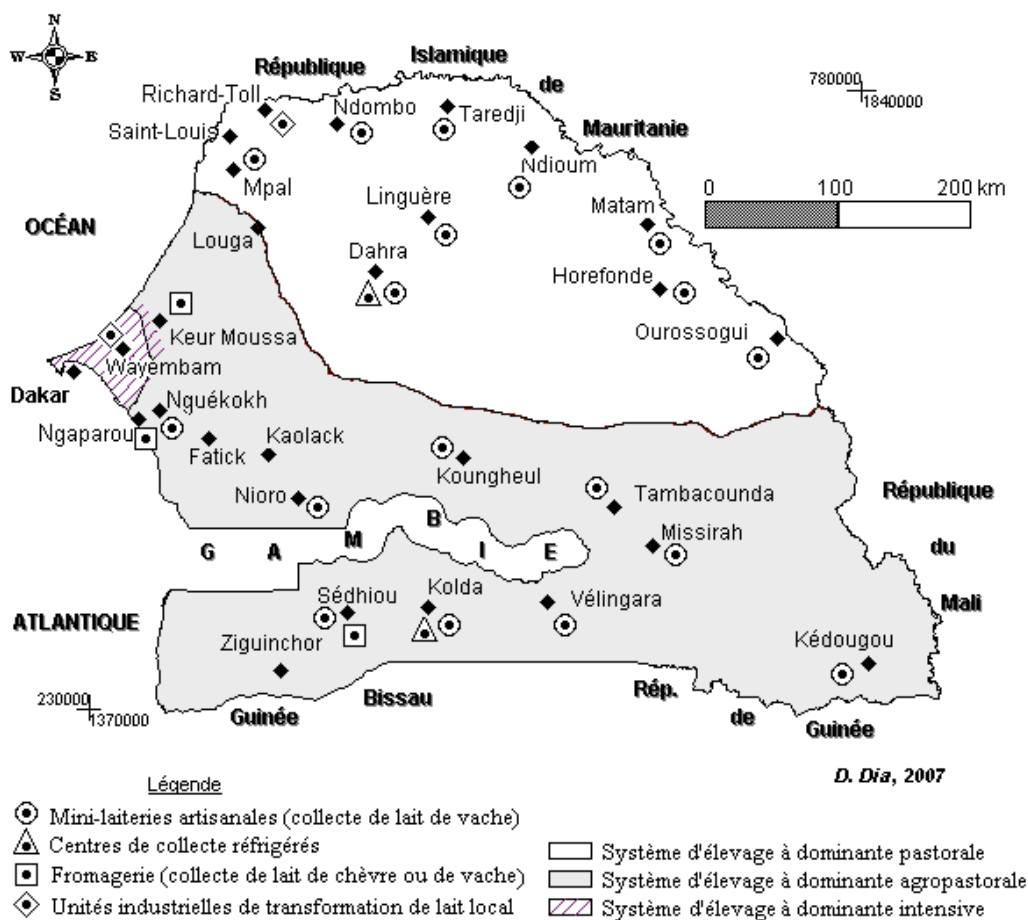 N
W E
S
République
Islamique
de
Mauritanie
780000
1840000
Richard-Toll
Ndombo
Taredji
Saint-Louis
Ndioum
Mpal
Linguère
Matam
0 100 200 km
OCÉAN
Louga
Dahra
Horefonde
Ourossogui
Keur Moussa
Wayembam
Dakar
Nguékokh
Ngaparou
Fatick
Kaolack
Koungheul
Nioro
Tambacounda
République
du
Mali
Missirah
G A M B I E
Sédhiou
Kolda
Vélingara
ATLANTIQUE
Ziguinchor
Kédougou
230000
1370000
Guinée
Bissau
Rép.
de
Guinée
D. Dia, 2007
Légende
Mini-laiteries artisanales (collecte de lait de vache)
Centres de collecte réfrigérés
Fromagerie (collecte de lait de chèvre ou de vache)
Unités industrielles de transformation de lait local
Système d'élevage à dominante pastorale
Système d'élevage à dominante agropastorale
Système d'élevage à dominante intensive